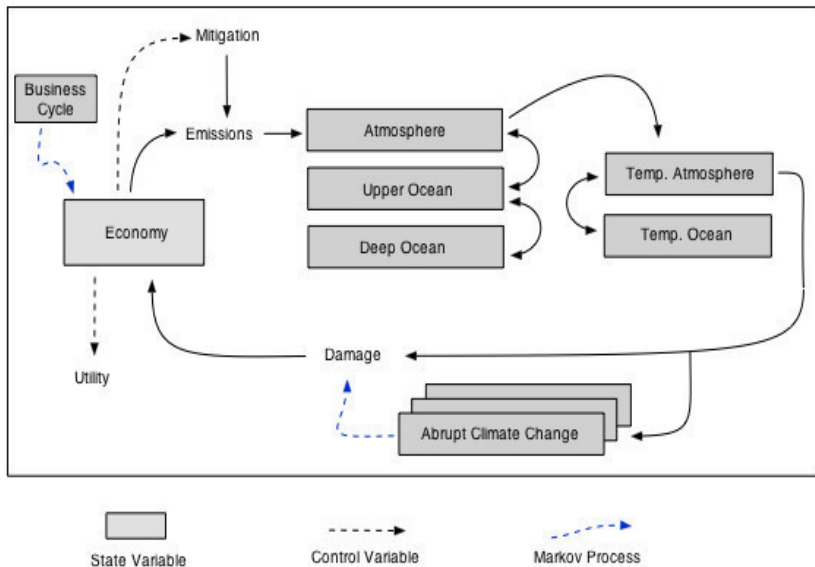 Mitigation
Business
Cycle
Emissions
Atmosphere
Temp. Atmosphere
Upper Ocean
Economy
Temp. Ocean
Deep Ocean
Damage
Utility
Abrupt Climate Change
State Variable
Control Variable
Markov Process